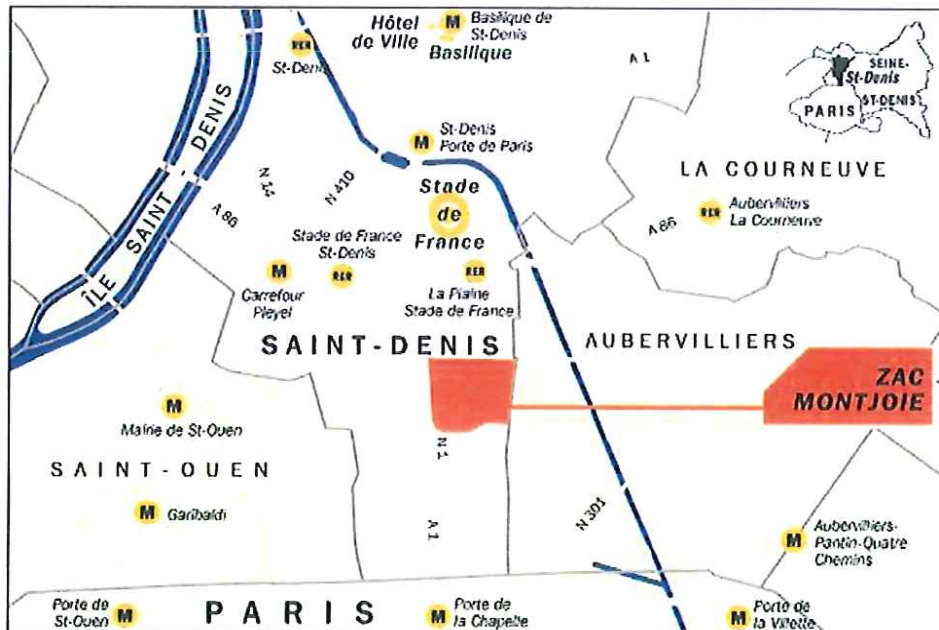 Hôtel
de Ville
M
Basilique de
St-Denis
Basilique
RER
St-Denis
A 1
SEINE-
St-Denis
PARIS
ST-DENIS
M
St-Denis
Porte de Paris
ÎLE SAINT - DENIS
N 14
N 410
A 86
Stade
de
France
LA COURNEUVE
RER
Aubervilliers
La Courneuve
A 86
Stade de France
St-Denis
M
RER
RER
Carrefour
Pleyel
La Plaine
Stade de France
SAINT-DENIS
AUBERVILLIERS
ZAC
MONTJOIE
M
Mairie de St-Ouen
N 1
SAINT-OUEN
M
Garibaldi
A 1
N 301
M
Aubervilliers-
Pantin-Quatre
Chemins
Porte de
St-Ouen
M
PARIS
M
Porte de
la Chapelle
M
Porte de
la Villette